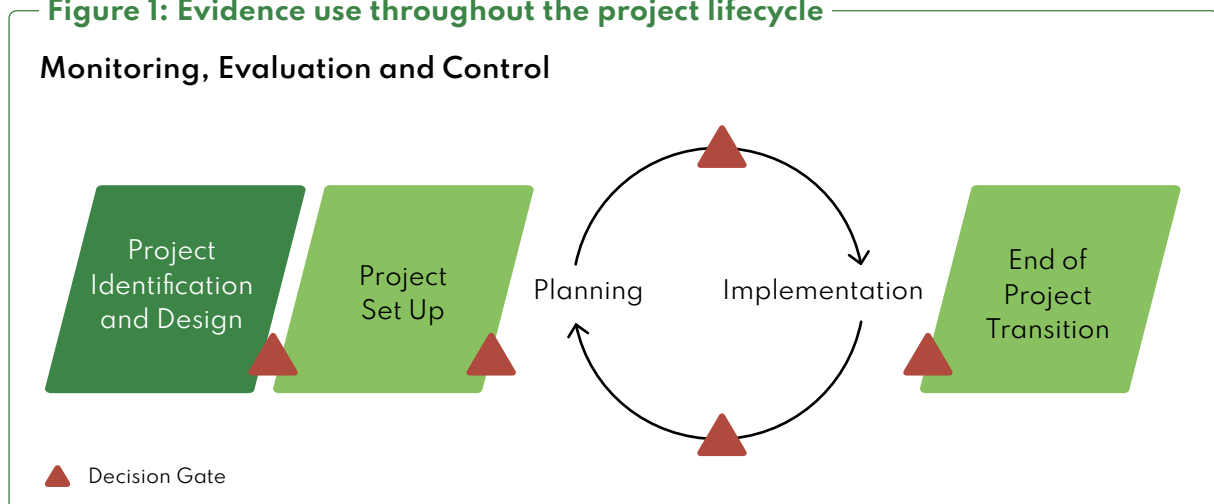 Figure 1: Evidence use throughout the project lifecycle
Monitoring, Evaluation and Control
Project
Identification
and Design
Project
Set Up
Planning
Implementation
End of
Project
Transition
Decision Gate